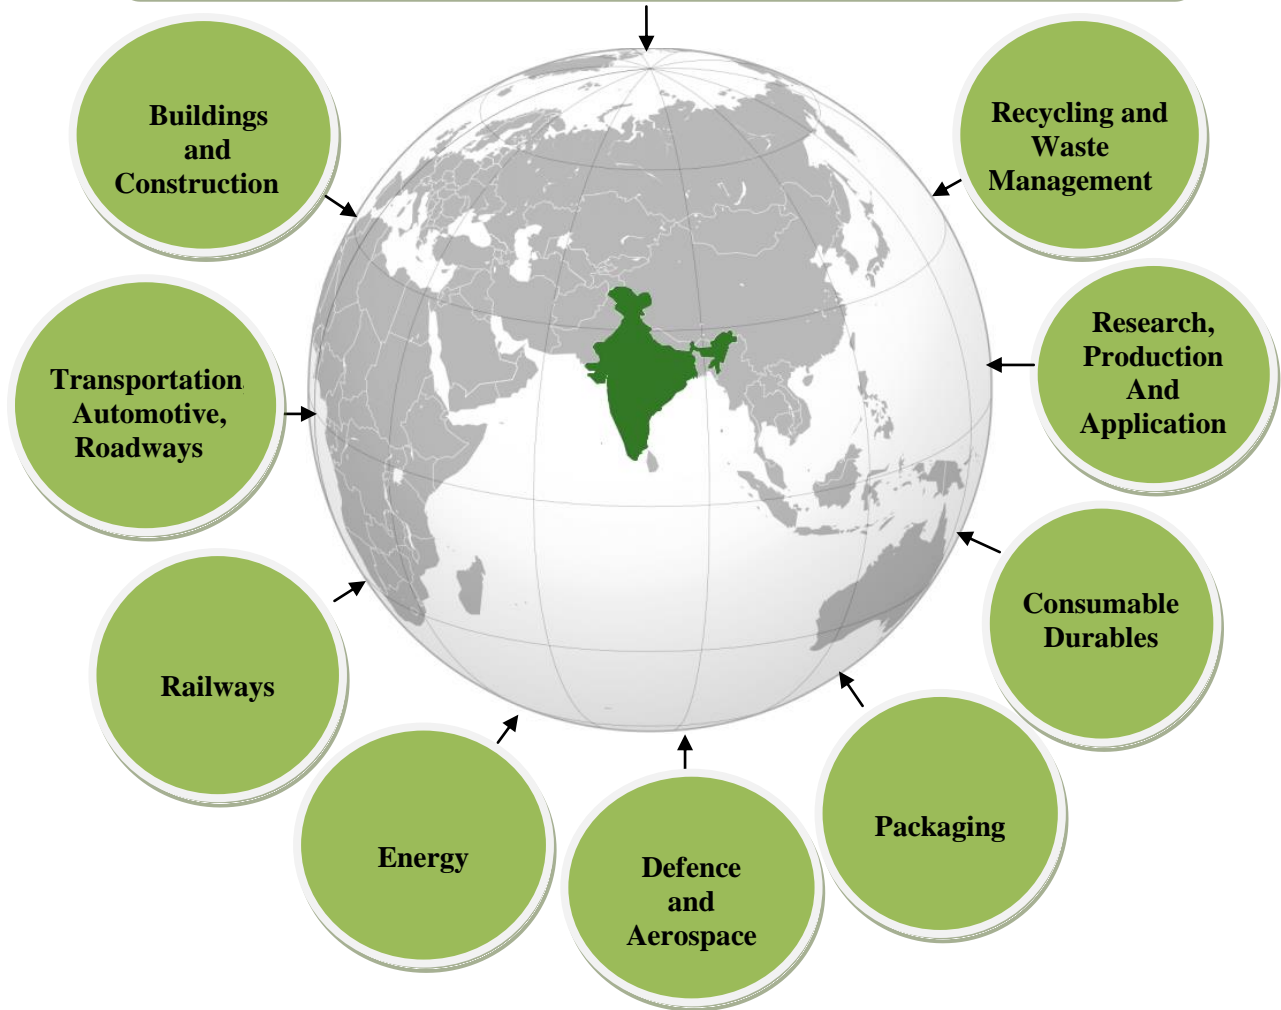 Buildings
and
Construction
Recycling and
Waste
Management
Research,
Production
And
Application
Transportation,
Automotive,
Roadways
Consumable
Durables
Railways
Packaging
Energy
Defence
and
Aerospace